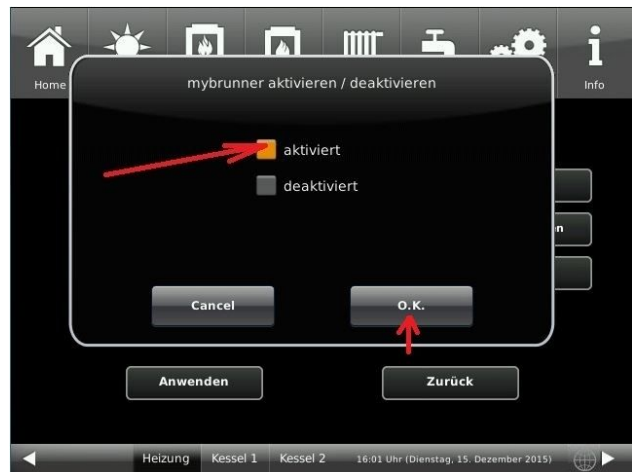 Home
Info
mybrunner aktivieren / deaktivieren
aktiviert
deaktiviert
n
Cancel
O.K.
Anwenden
Zurück
Heizung Kessel 1 Kessel 2 16:01 Uhr (Dienstag, 15. Dezember 2015)